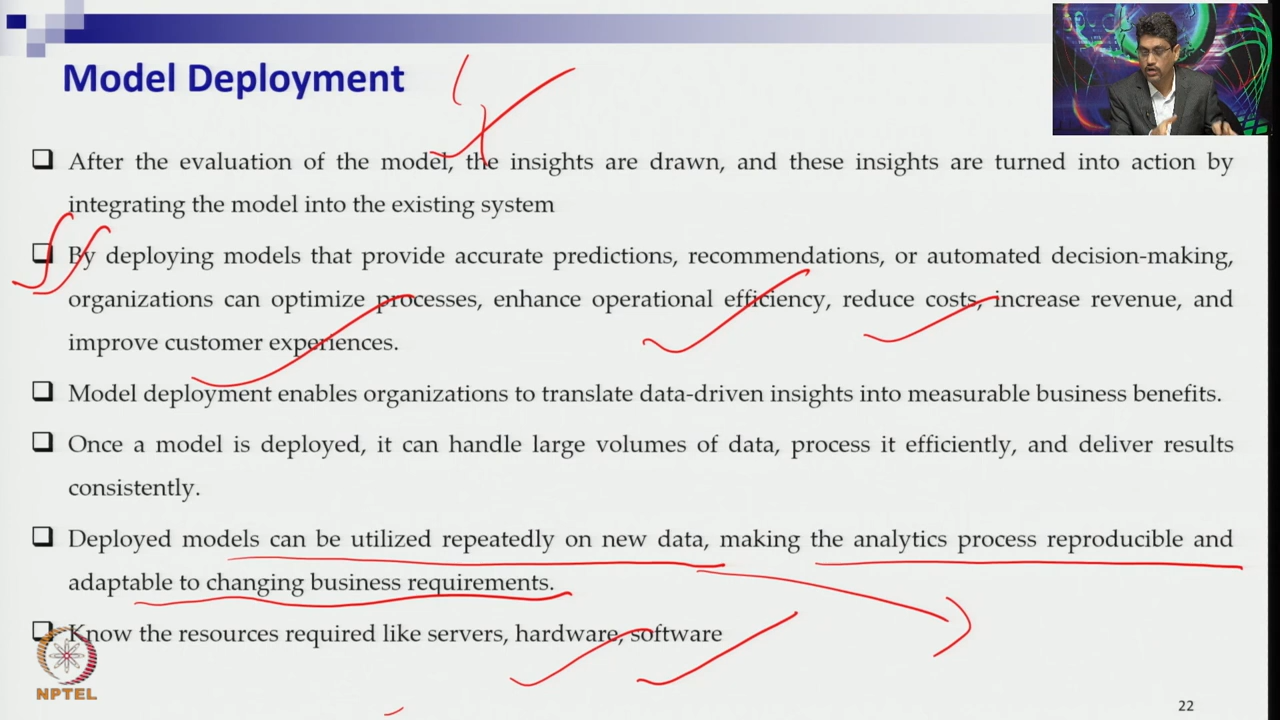 Model Deployment
❑ After the evaluation of the model, the insights are drawn, and these insights are turned into action by
integrating the model into the existing system
❑ By deploying models that provide accurate predictions, recommendations, or automated decision-making,
organizations can optimize processes, enhance operational efficiency, reduce costs, increase revenue, and
improve customer experiences.
❑ Model deployment enables organizations to translate data-driven insights into measurable business benefits.
❑ Once a model is deployed, it can handle large volumes of data, process it efficiently, and deliver results
consistently.
❑ Deployed models can be utilized repeatedly on new data, making the analytics process reproducible and
adaptable to changing business requirements.
❑ Know the resources required like servers, hardware, software
NPTEL
22